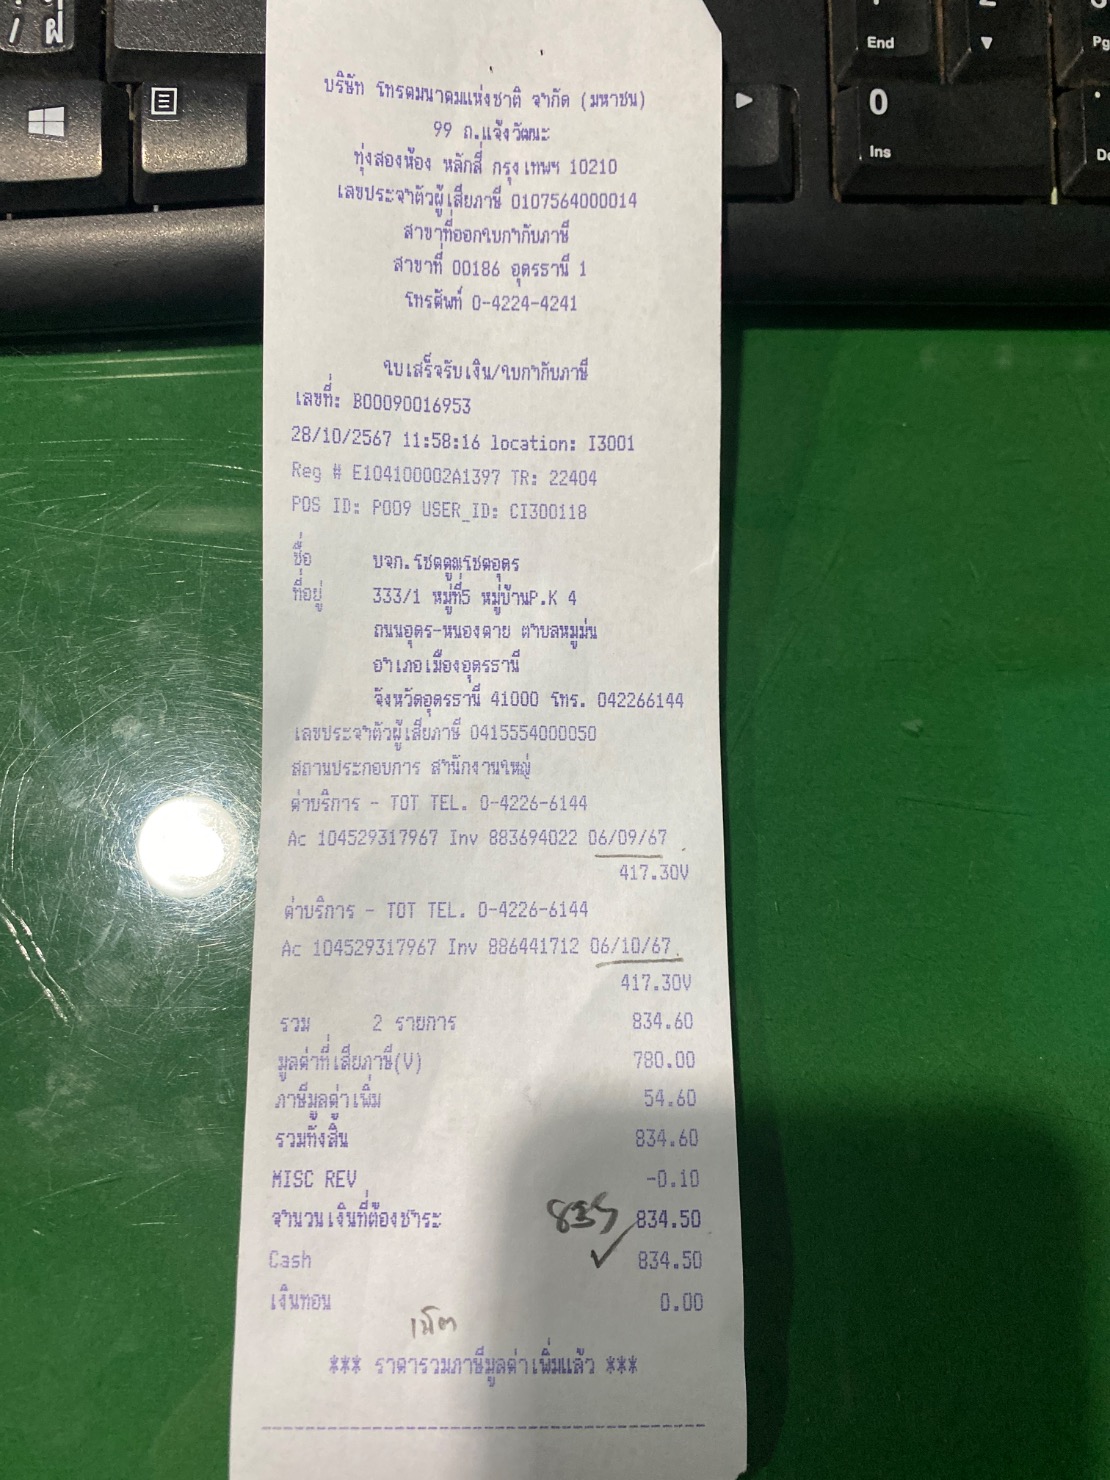 บริษัท โทรคมนาคมแห่งชาติ จำกัด (มหาชน)
99 ถ.แจ้งวัฒนะ
ทุ่งสองห้อง หลักสี่ กรุงเทพฯ 10210
เลขประจำตัวผู้เสียภาษี 0107564000014
สาขาที่ออกใบกำกับภาษี
สาขาที่ 00186 อุดรธานี 1
โทรศัพท์ 0-4224-4241
ใบเสร็จรับเงิน/ใบกำกับภาษี
เลขที่: B00090016953
28/10/2567 11:58:16 location: I3001
Reg # E104100002A1397 TR: 22404
POS ID: P009 USER_ID: CI300118
ชื่อ บจก.โชคคูณโชคอุดร
ที่อยู่ 333/1 หมู่ที่5 หมู่บ้านP.K 4
ถนนอุดร-หนองคาย ตำบลหมูม่น
อำเภอเมืองอุดรธานี
จังหวัดอุดรธานี 41000 โทร. 042266144
เลขประจำตัวผู้เสียภาษี 0415554000050
สถานประกอบการ สำนักงานใหญ่
ค่าบริการ - TOT TEL. 0-4226-6144
Ac 104529317967 Inv 883694022 06/09/67
417.30V
ค่าบริการ - TOT TEL. 0-4226-6144
Ac 104529317967 Inv 886441712 06/10/67
417.30V
รวม 2 รายการ 834.60
มูลค่าที่เสียภาษี(V) 780.00
ภาษีมูลค่าเพิ่ม 54.60
รวมทั้งสิ้น 834.60
MISC REV -0.10
จำนวนเงินที่ต้องชำระ 835 834.50
Cash ✓ 834.50
เงินทอน 0.00
*** ราคารวมภาษีมูลค่าเพิ่มแล้ว ***
End
0
Ins